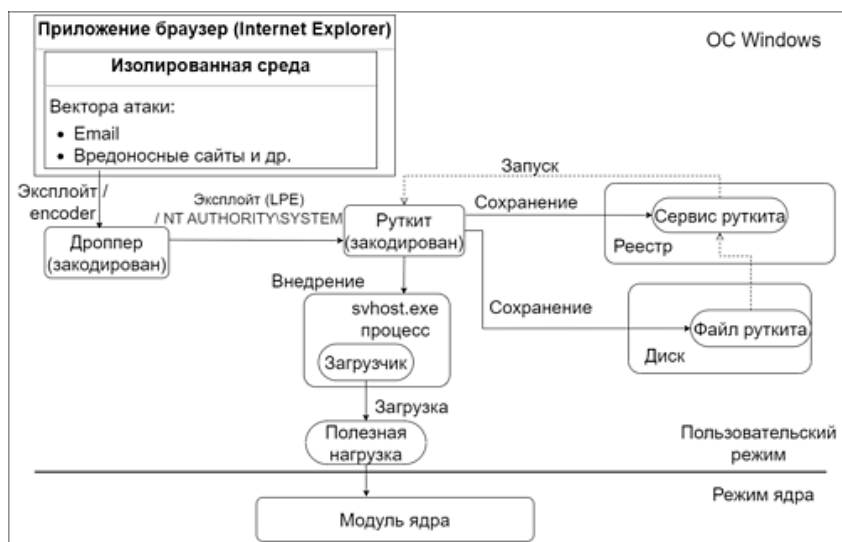 Приложение браузер (Internet Explorer)
ОС Windows
Изолированная среда
Вектора атаки:
• Email
• Вредоносные сайты и др.
Запуск
Эксплойт /
encoder
Эксплойт (LPE)
/ NT AUTHORITY\SYSTEM
Дроппер
(закодирован)
Руткит
(закодирован)
Сохранение
Сервис руткита
Реестр
Внедрение
svhost.exe
процесс
Загрузчик
Сохранение
Файл руткита
Диск
Загрузка
Полезная
нагрузка
Пользовательский
режим
Режим ядра
Модуль ядра